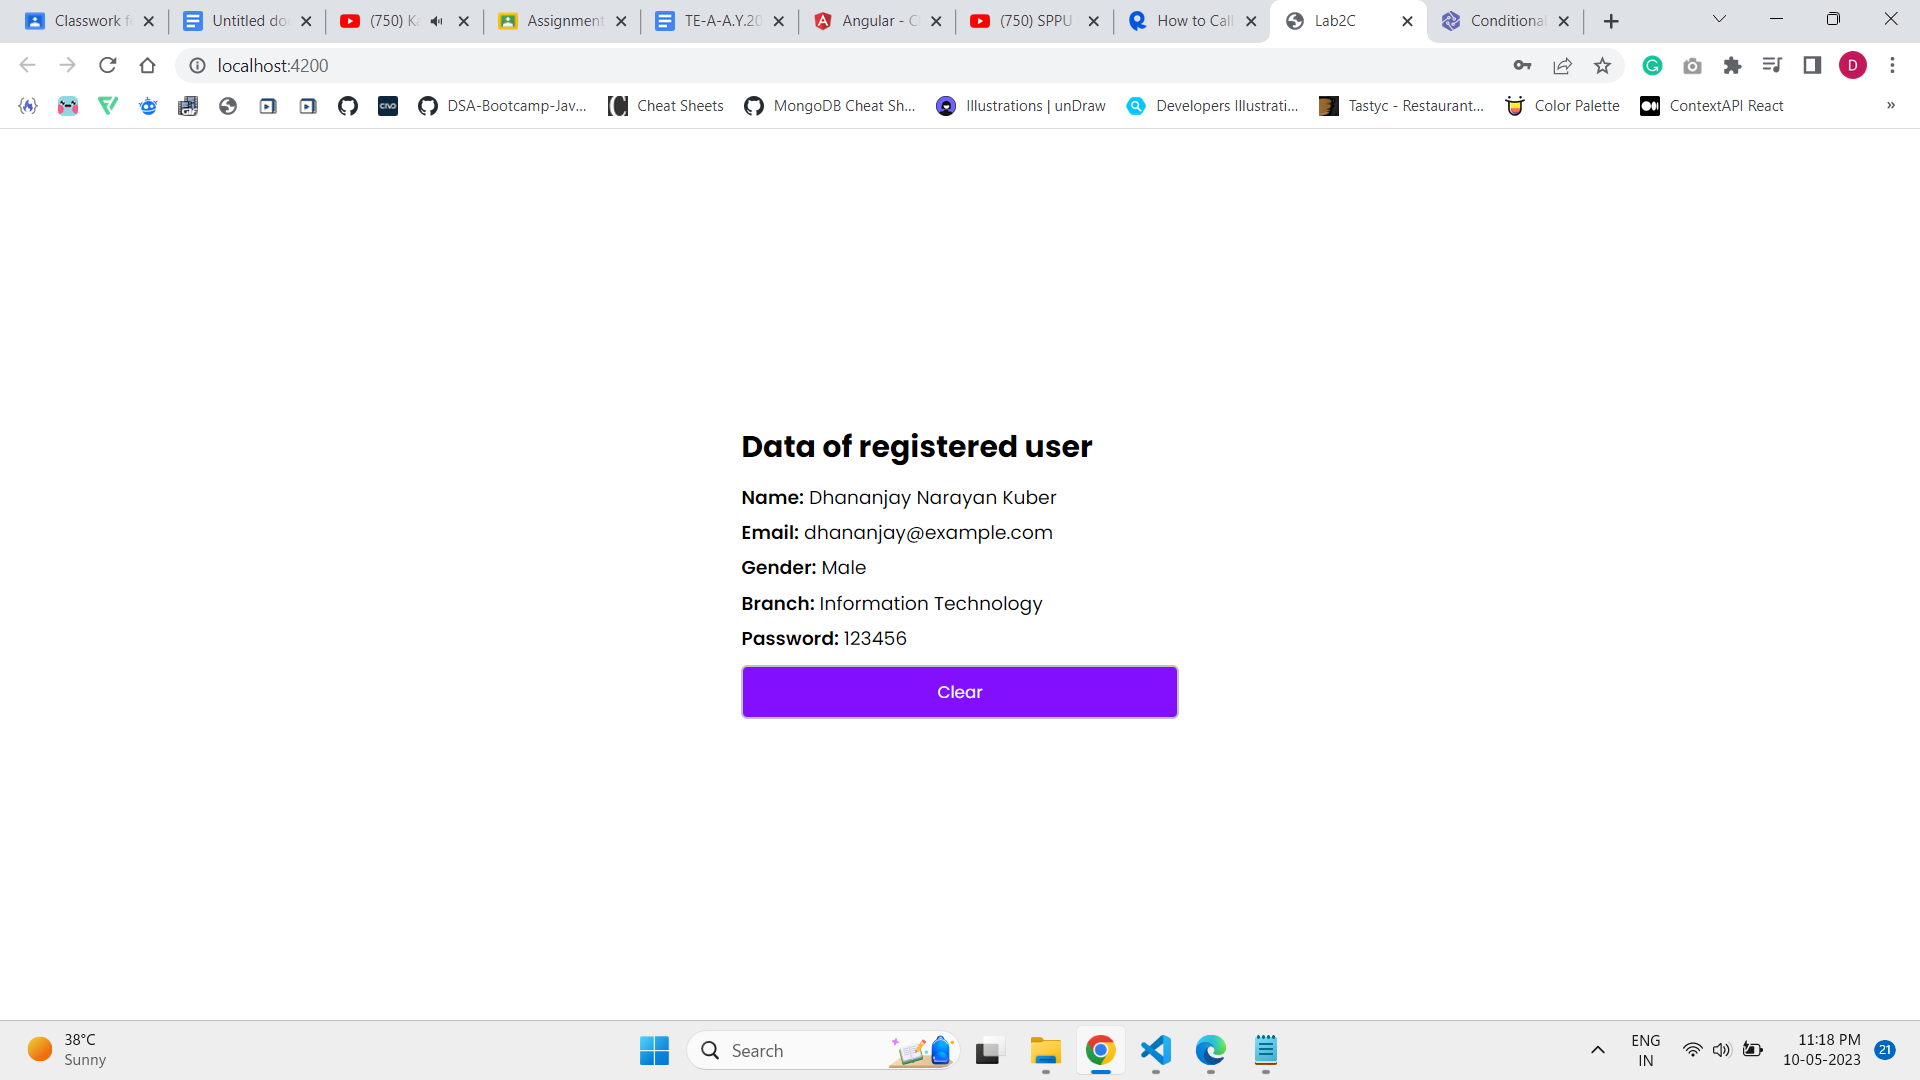 Classwork f
Untitled do
(750) Ka
Assignment
TE-A-A.Y.20
Angular - C
(750) SPPU
How to Call
Lab2C
Conditional
localhost:4200
D
DSA-Bootcamp-Jav...
Cheat Sheets
MongoDB Cheat Sh...
Illustrations | unDraw
Developers Illustrati...
Tastyc - Restaurant...
Color Palette
ContextAPI React
»
Data of registered user
Name: Dhananjay Narayan Kuber
Email: dhananjay@example.com
Gender: Male
Branch: Information Technology
Password: 123456
Clear
38°C
Sunny
Search
ENG
IN
11:18 PM
10-05-2023
21